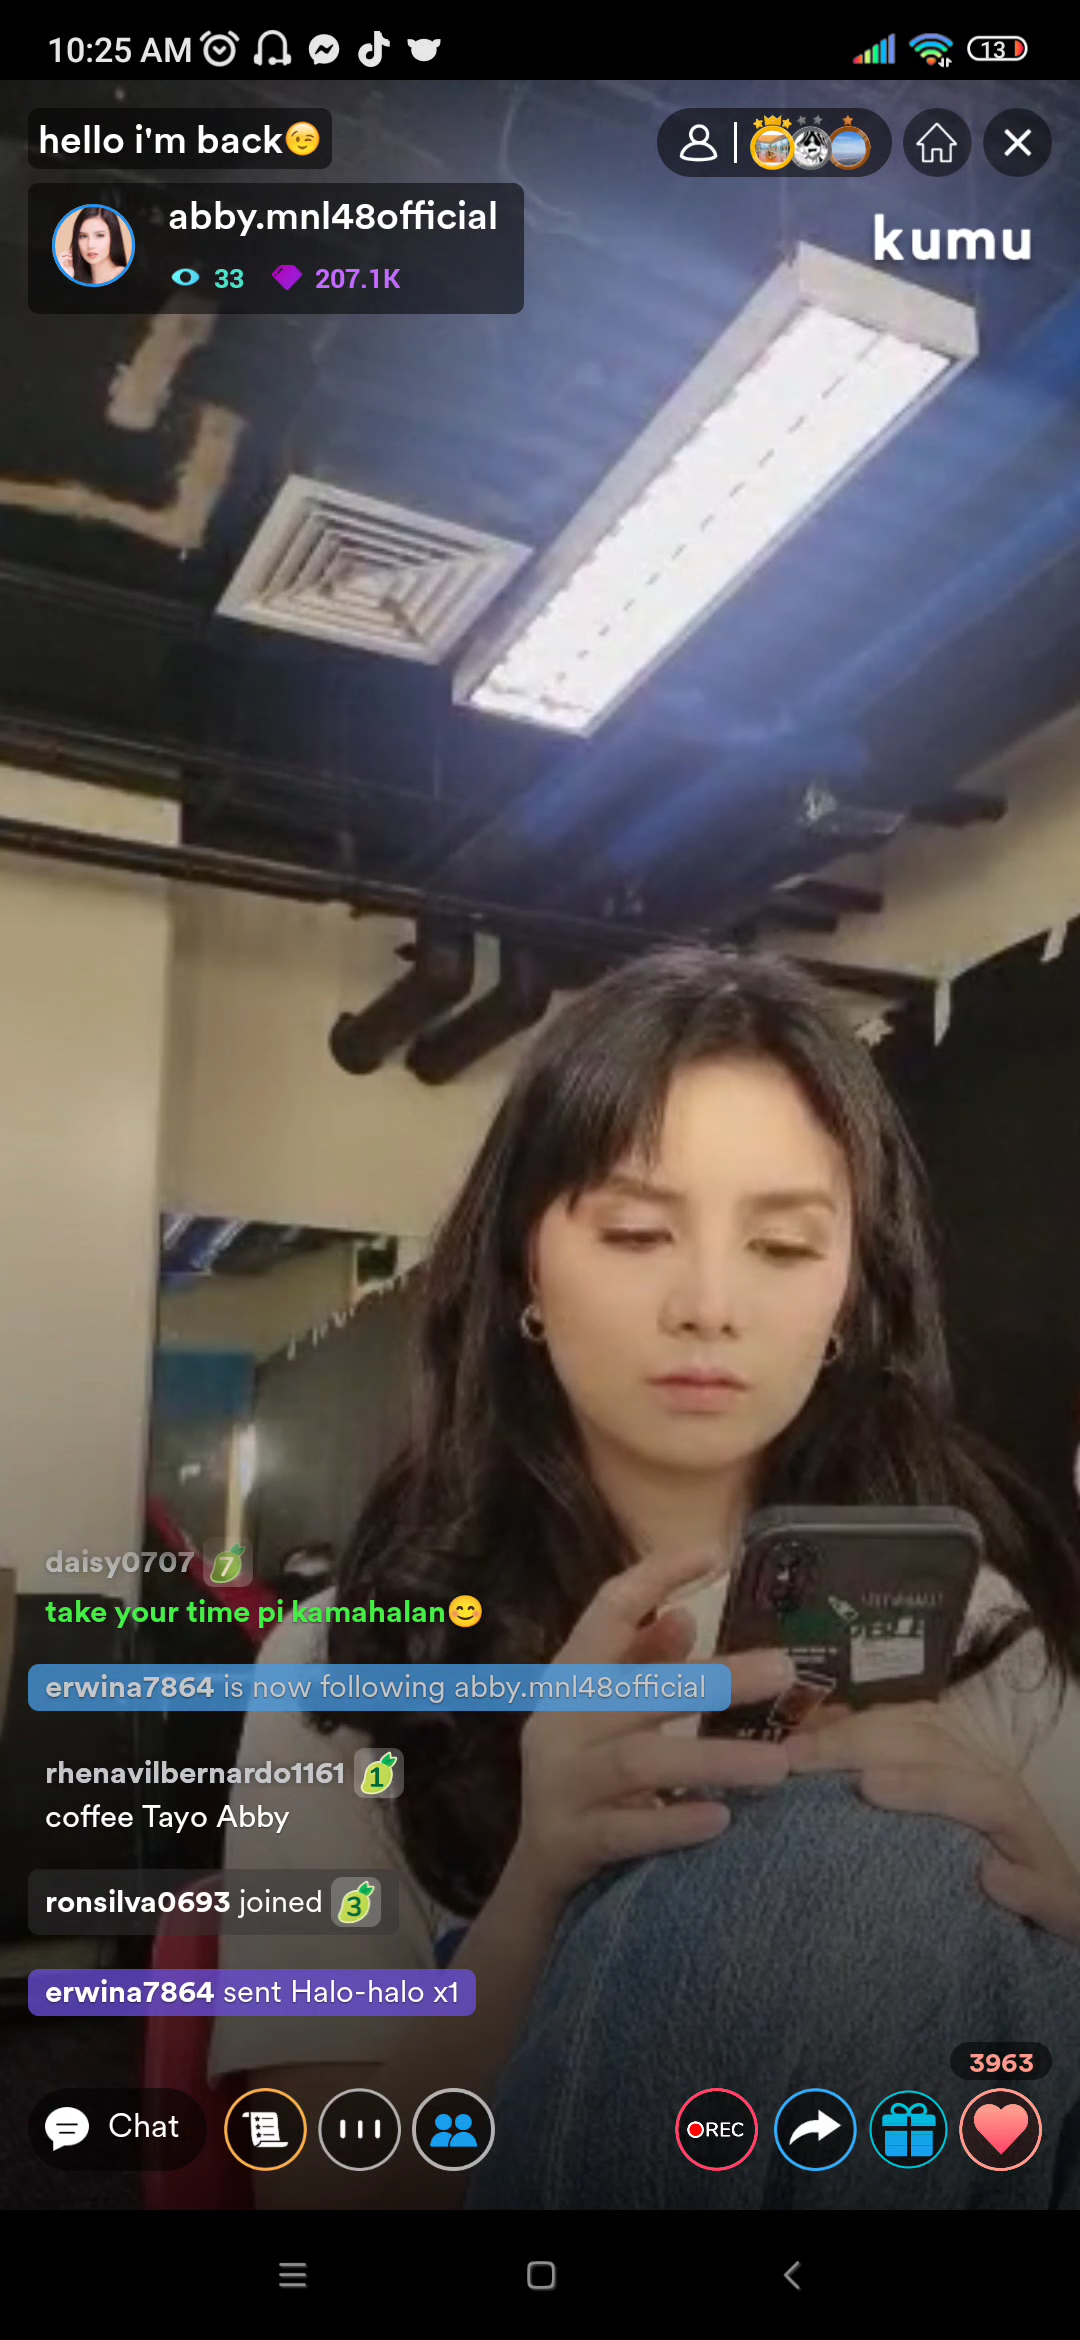 10:25 AM
13
hello i'm back😉
abby.mnl48official
33 207.1K
kumu
daisy0707 7
take your time pi kamahalan😊
erwina7864 is now following abby.mnl48official
rhenavilbernardo1161 1
coffee Tayo Abby
ronsilva0693 joined 3
erwina7864 sent Halo-halo x1
3963
Chat
REC